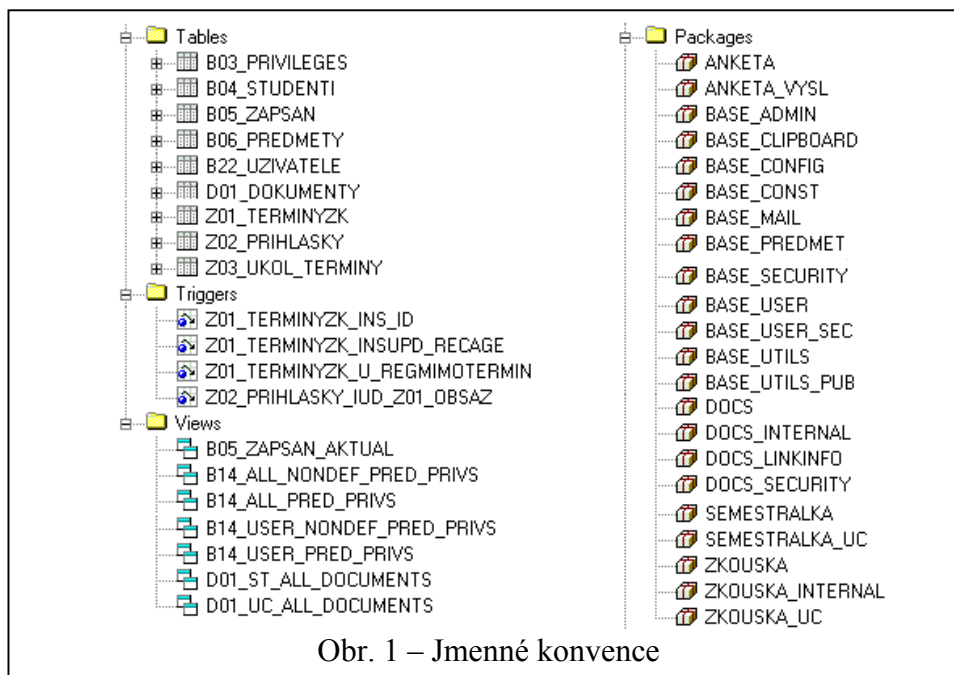 Tables
B03_PRIVILEGES
B04_STUDENTI
B05_ZAPSAN
B06_PREDMETY
B22_UZIVATELE
D01_DOKUMENTY
Z01_TERMINYZK
Z02_PRIHLASKY
Z03_UKOL_TERMINY
Triggers
Z01_TERMINYZK_INS_ID
Z01_TERMINYZK_INSUPD_RECAGE
Z01_TERMINYZK_U_REGMIMOTERMIN
Z02_PRIHLASKY_IUD_Z01_OBSAZ
Views
B05_ZAPSAN_AKTUAL
B14_ALL_NONDEF_PRED_PRIVS
B14_ALL_PRED_PRIVS
B14_USER_NONDEF_PRED_PRIVS
B14_USER_PRED_PRIVS
D01_ST_ALL_DOCUMENTS
D01_UC_ALL_DOCUMENTS
Packages
ANKETA
ANKETA_VYSL
BASE_ADMIN
BASE_CLIPBOARD
BASE_CONFIG
BASE_CONST
BASE_MAIL
BASE_PREDMET
BASE_SECURITY
BASE_USER
BASE_USER_SEC
BASE_UTILS
BASE_UTILS_PUB
DOCS
DOCS_INTERNAL
DOCS_LINKINFO
DOCS_SECURITY
SEMESTRALKA
SEMESTRALKA_UC
ZKOUSKA
ZKOUSKA_INTERNAL
ZKOUSKA_UC
Obr. 1 – Jmenné konvence